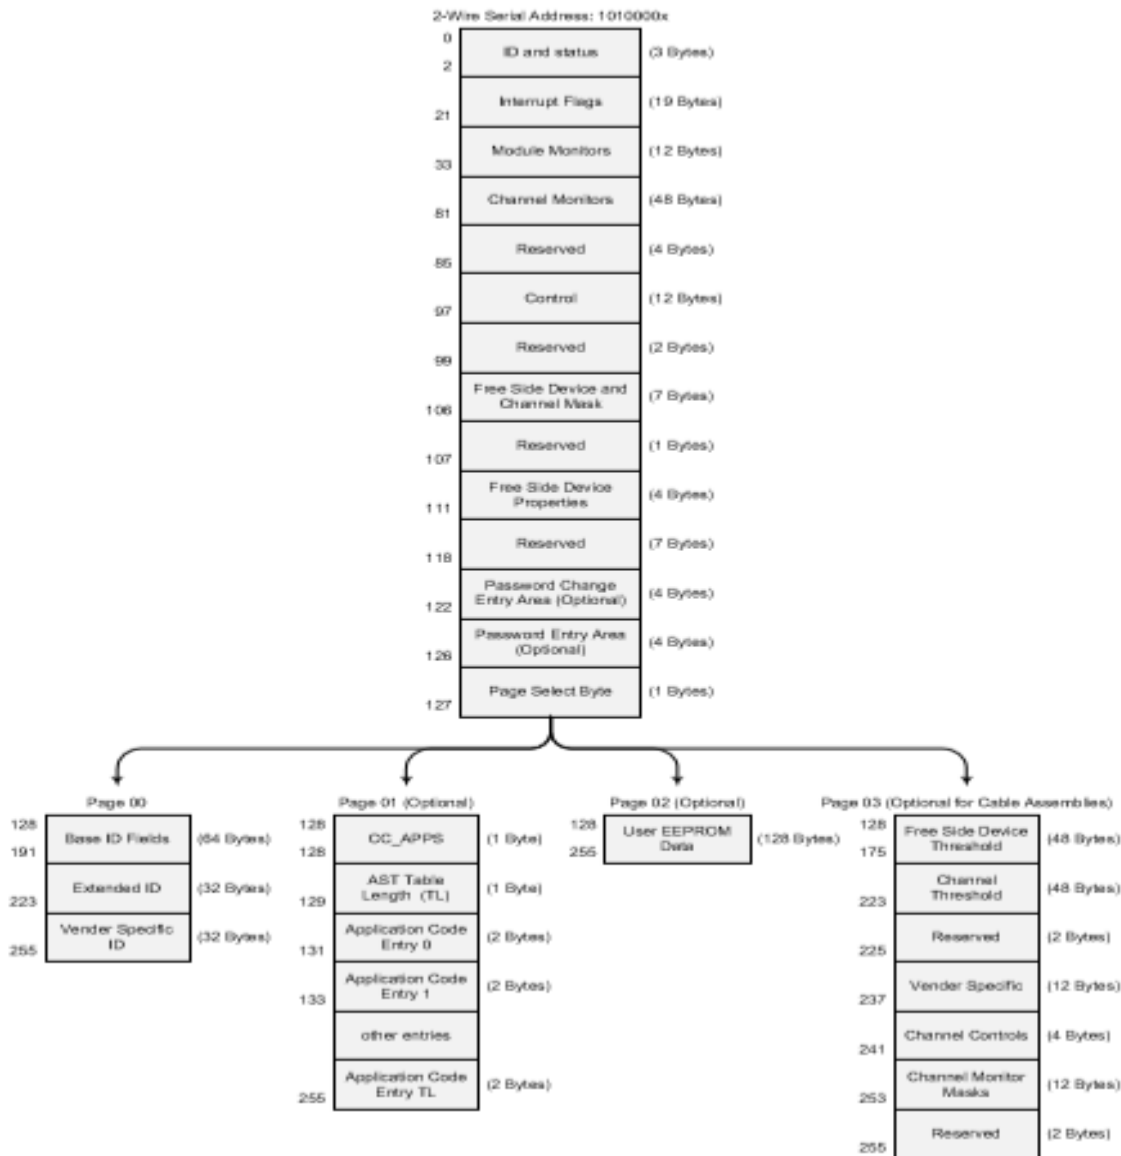 2-Wire Serial Address: 1010000x
0
ID and status
(3 Bytes)
2
Interrupt Flags
(19 Bytes)
21
Module Monitors
(12 Bytes)
33
Channel Monitors
(48 Bytes)
81
Reserved
(4 Bytes)
85
Control
(12 Bytes)
97
Reserved
(2 Bytes)
99
Free Side Device and
Channel Mask
(7 Bytes)
106
Reserved
(1 Bytes)
107
Free Side Device
Properties
(4 Bytes)
111
Reserved
(7 Bytes)
118
Password Change
Entry Area (Optional)
(4 Bytes)
122
Password Entry Area
(Optional)
(4 Bytes)
126
Page Select Byte
(1 Bytes)
127
Page 00
128
Base ID Fields
(64 Bytes)
191
Extended ID
(32 Bytes)
223
Vender Specific
ID
(32 Bytes)
255
Page 01 (Optional)
128
CC_APPS
(1 Byte)
128
AST Table
Length (TL)
(1 Byte)
129
Application Code
Entry 0
(2 Bytes)
131
Application Code
Entry 1
(2 Bytes)
133
other entries
Application Code
Entry TL
(2 Bytes)
255
Page 02 (Optional)
128
User EEPROM
Data
(128 Bytes)
255
Page 03 (Optional for Cable Assemblies)
128
Free Side Device
Threshold
(48 Bytes)
175
Channel
Threshold
(48 Bytes)
223
Reserved
(2 Bytes)
225
Vender Specific
(12 Bytes)
237
Channel Controls
(4 Bytes)
241
Channel Monitor
Masks
(12 Bytes)
253
Reserved
(2 Bytes)
255